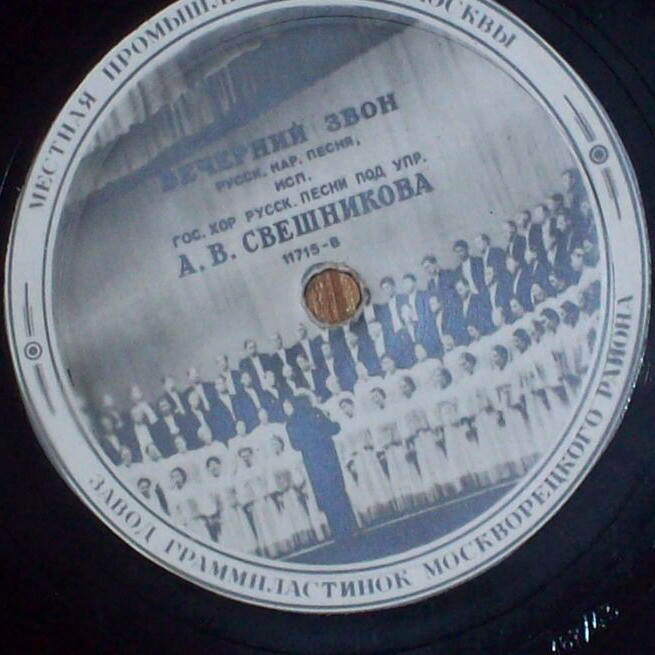 МЕСТНАЯ ПРОМЫШЛ МОСКВЫ
ВЕЧЕРНИЙ ЗВОН
РУССК. НАР. ПЕСНЯ,
ИСП.
ГОС. ХОР РУССК. ПЕСНИ ПОД УПР.
А. В. СВЕШНИКОВА
11715-8
ЗАВОД ГРАММПЛАСТИНОК МОСКВОРЕЦКОГО РАЙОНА